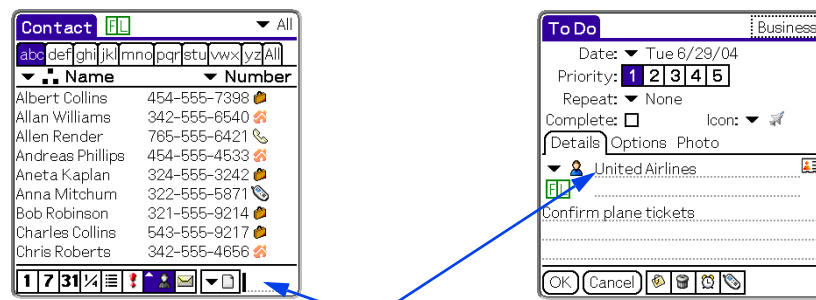 Contact FL All
abc def ghi jkl mno pqr stu vwx yz All
Name Number
Albert Collins 454-555-7398
Allan Williams 342-555-6540
Allen Render 765-555-6421
Andreas Phillips 454-555-4533
Aneta Kaplan 324-555-3242
Anna Mitchum 322-555-5871
Bob Robinson 321-555-9214
Charles Collins 543-555-9217
Chris Roberts 342-555-4656
1 7 31
To Do Business
Date: Tue 6/29/04
Priority: 1 2 3 4 5
Repeat: None
Complete: Icon:
Details Options Photo
United Airlines
FL
Confirm plane tickets
OK Cancel